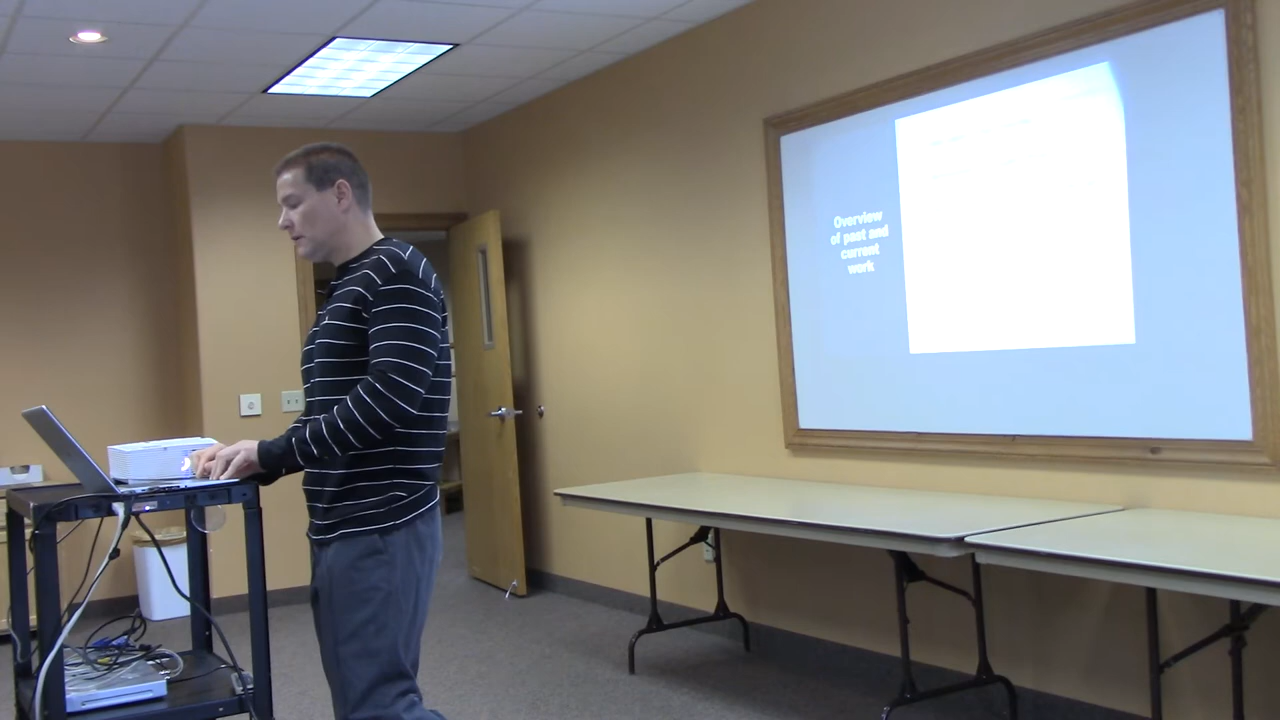 Overview
of past and
current
work